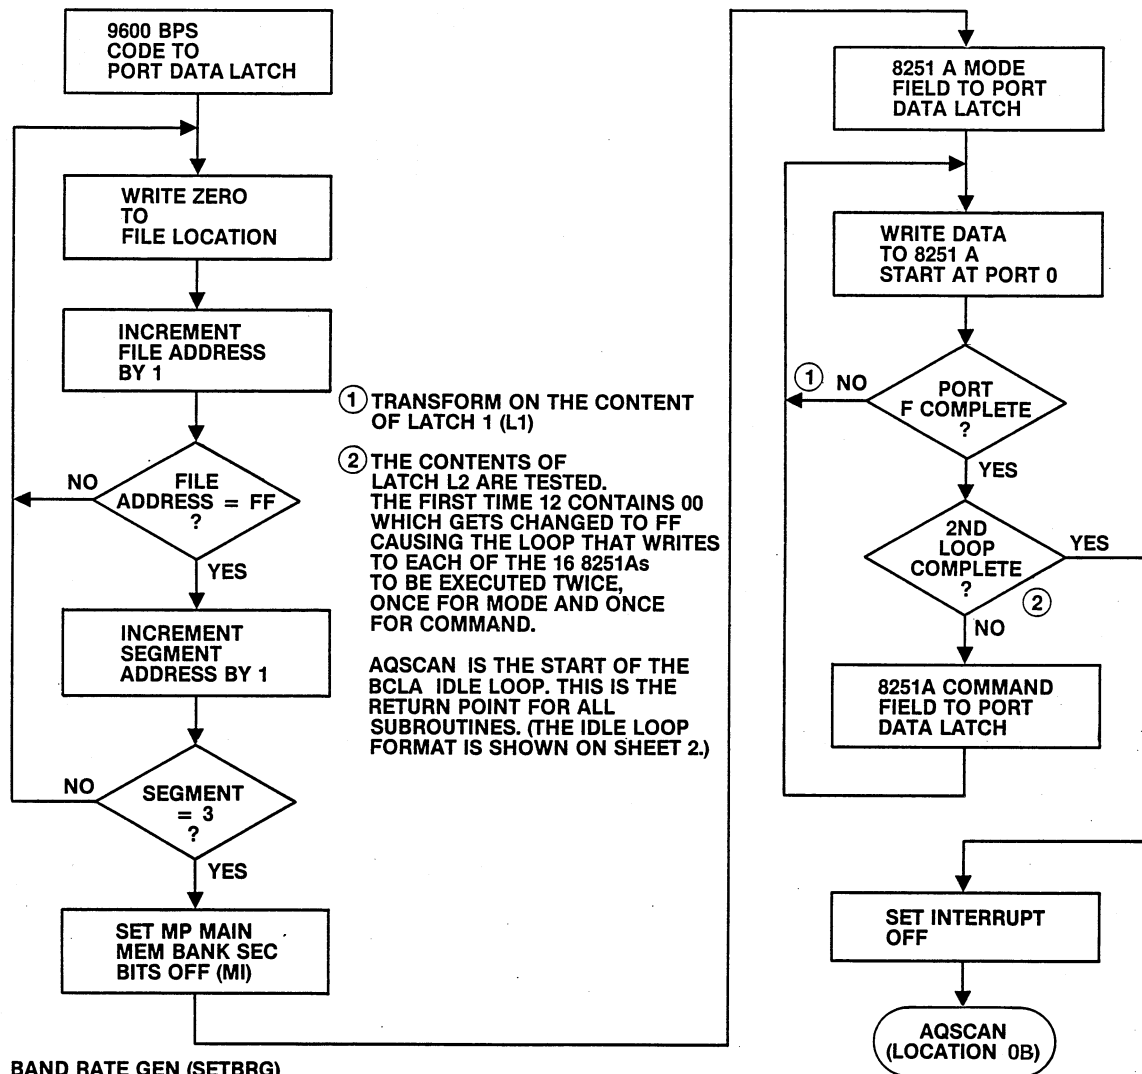 9600 BPS
CODE TO
PORT DATA LATCH
WRITE ZERO
TO
FILE LOCATION
INCREMENT
FILE ADDRESS
BY 1
NO
FILE
ADDRESS = FF
?
YES
INCREMENT
SEGMENT
ADDRESS BY 1
NO
SEGMENT
= 3
?
YES
SET MP MAIN
MEM BANK SEC
BITS OFF (MI)
BAND RATE GEN (SETBRG)
1 TRANSFORM ON THE CONTENT
OF LATCH 1 (L1)
2 THE CONTENTS OF
LATCH L2 ARE TESTED.
THE FIRST TIME 12 CONTAINS 00
WHICH GETS CHANGED TO FF
CAUSING THE LOOP THAT WRITES
TO EACH OF THE 16 8251As
TO BE EXECUTED TWICE,
ONCE FOR MODE AND ONCE
FOR COMMAND.
AQSCAN IS THE START OF THE
BCLA IDLE LOOP. THIS IS THE
RETURN POINT FOR ALL
SUBROUTINES. (THE IDLE LOOP
FORMAT IS SHOWN ON SHEET 2.)
8251 A MODE
FIELD TO PORT
DATA LATCH
WRITE DATA
TO 8251 A
START AT PORT 0
1 NO
PORT
F COMPLETE
?
YES
2ND
LOOP
COMPLETE
?
YES
2
NO
8251A COMMAND
FIELD TO PORT
DATA LATCH
SET INTERRUPT
OFF
AQSCAN
(LOCATION 0B)